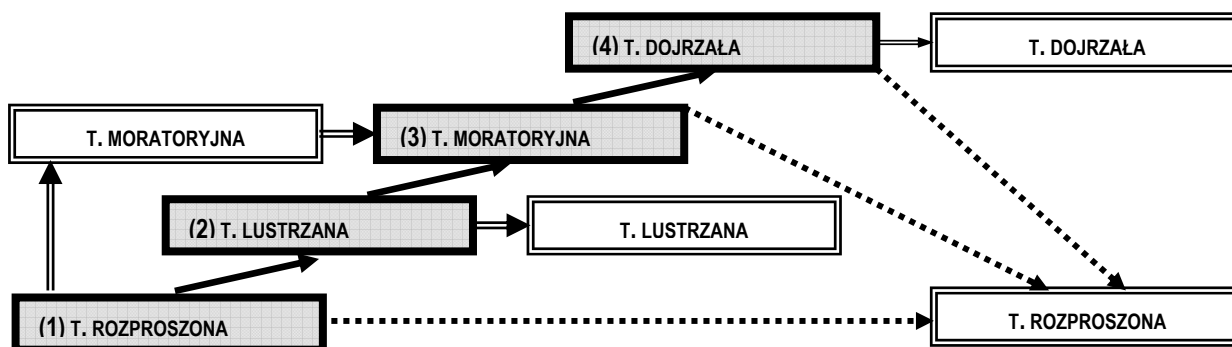 (4) T. DOJRZAŁA
T. DOJRZAŁA
T. MORATORYJNA
(3) T. MORATORYJNA
(2) T. LUSTRZANA
T. LUSTRZANA
(1) T. ROZPROSZONA
T. ROZPROSZONA